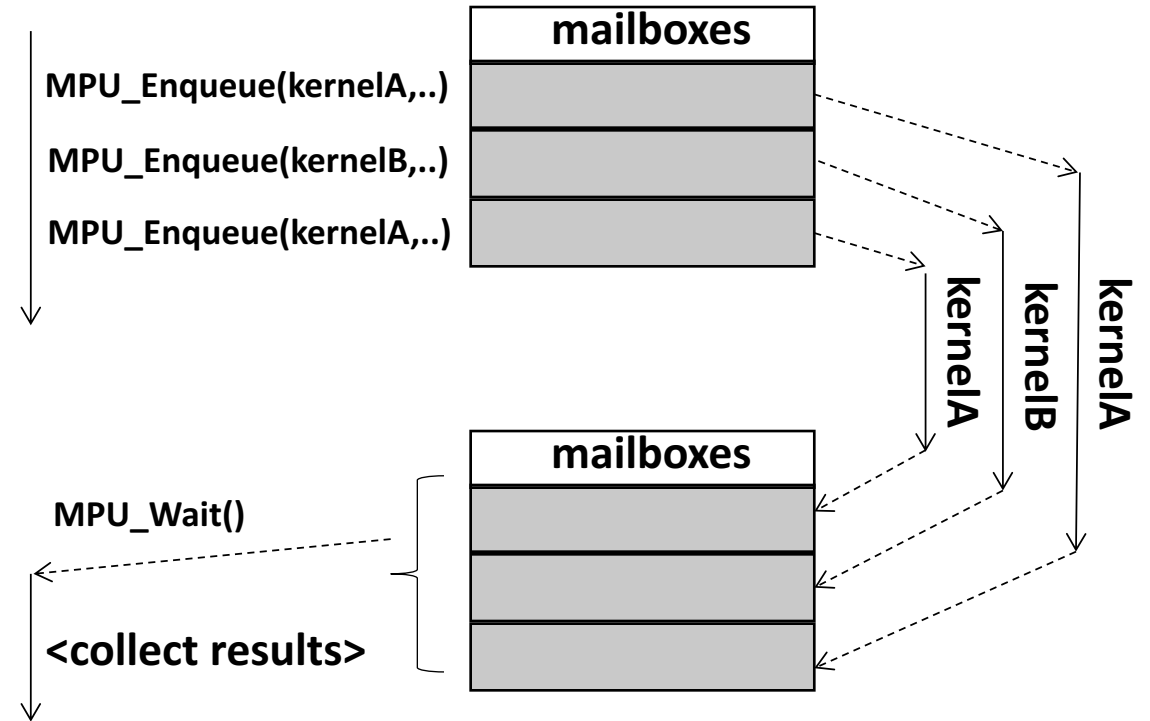 mailboxes
MPU_Enqueue(kernelA,..)
MPU_Enqueue(kernelB,..)
MPU_Enqueue(kernelA,..)
kernelA
kernelB
kernelA
mailboxes
MPU_Wait()
<collect results>